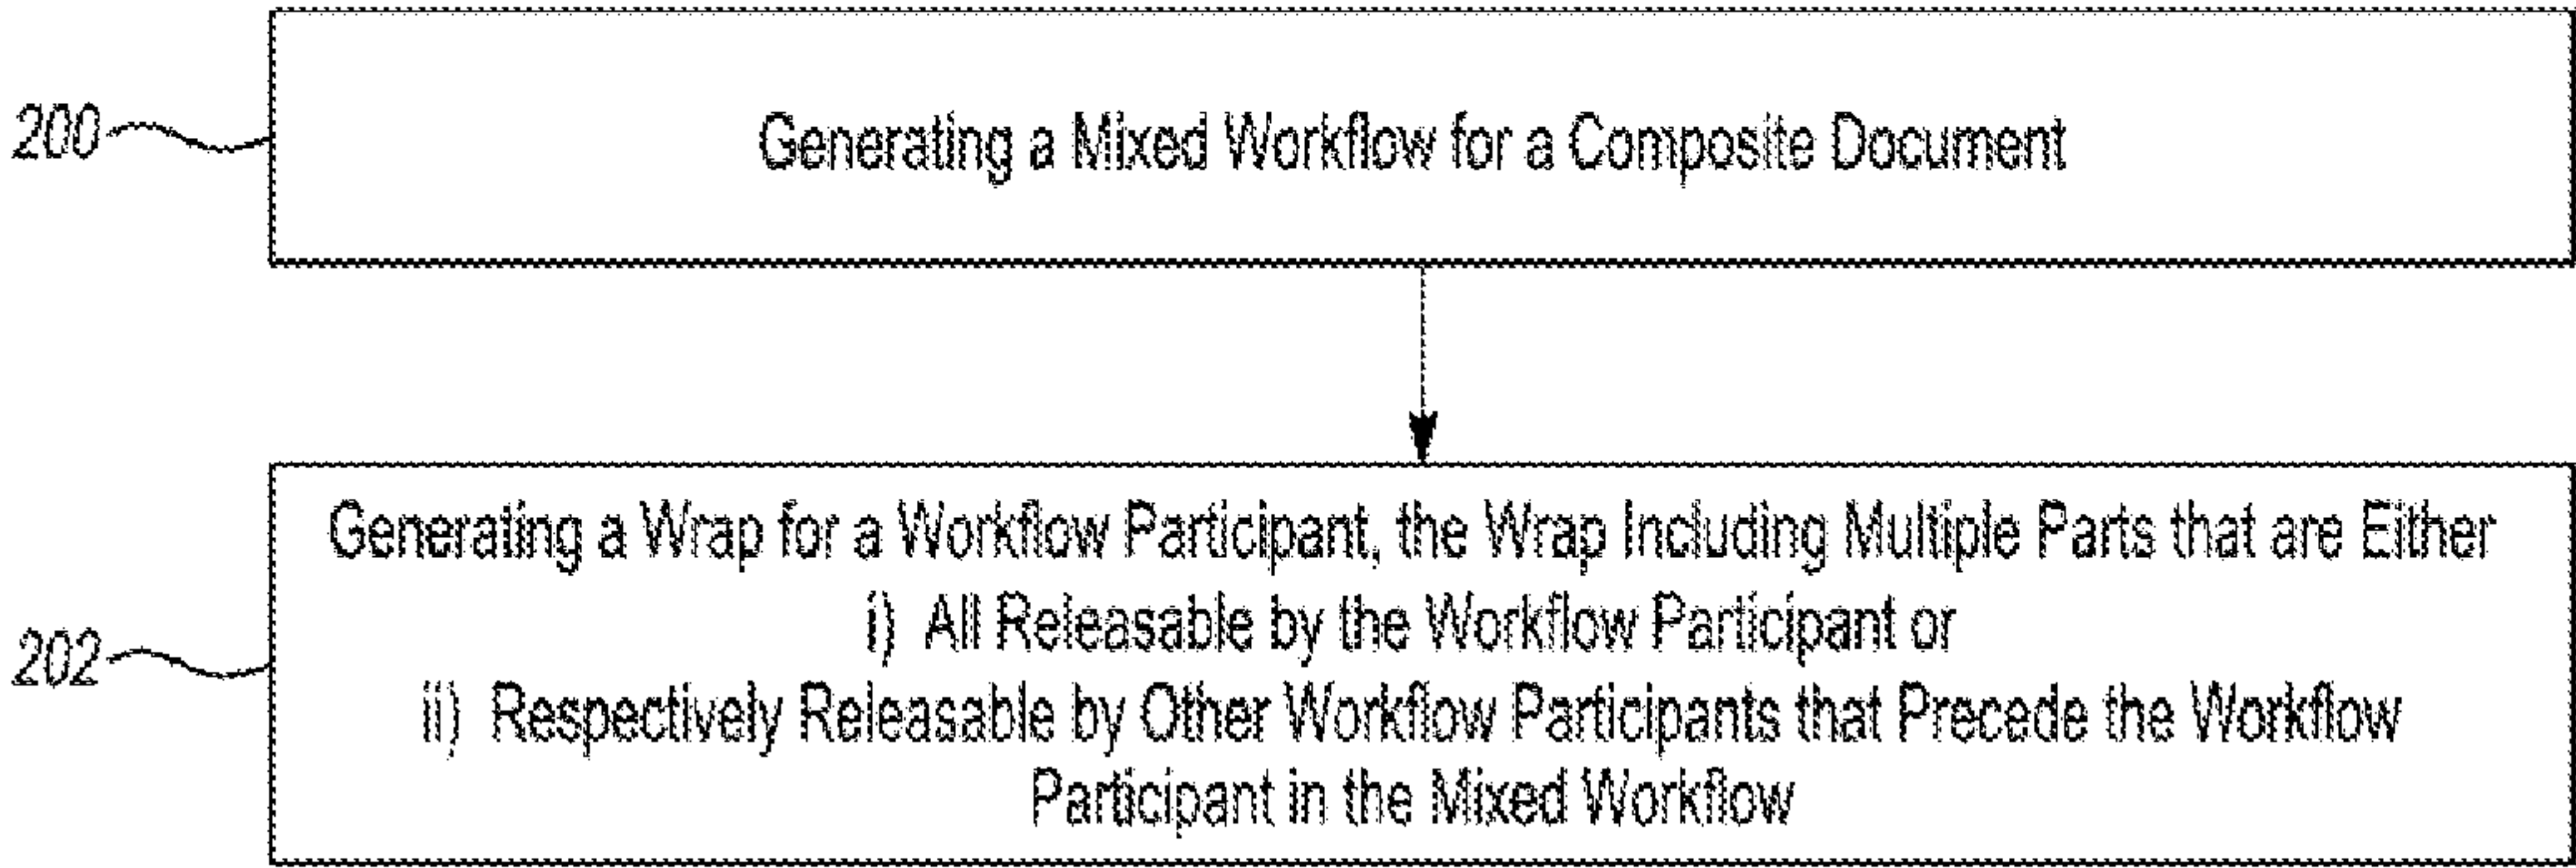 200
Generating a Mixed Workflow for a Composite Document
202
Generating a Wrap for a Workflow Participant, the Wrap Including Multiple Parts that are Either
i) All Releasable by the Workflow Participant or
ii) Respectively Releasable by Other Workflow Participants that Precede the Workflow
Participant in the Mixed Workflow